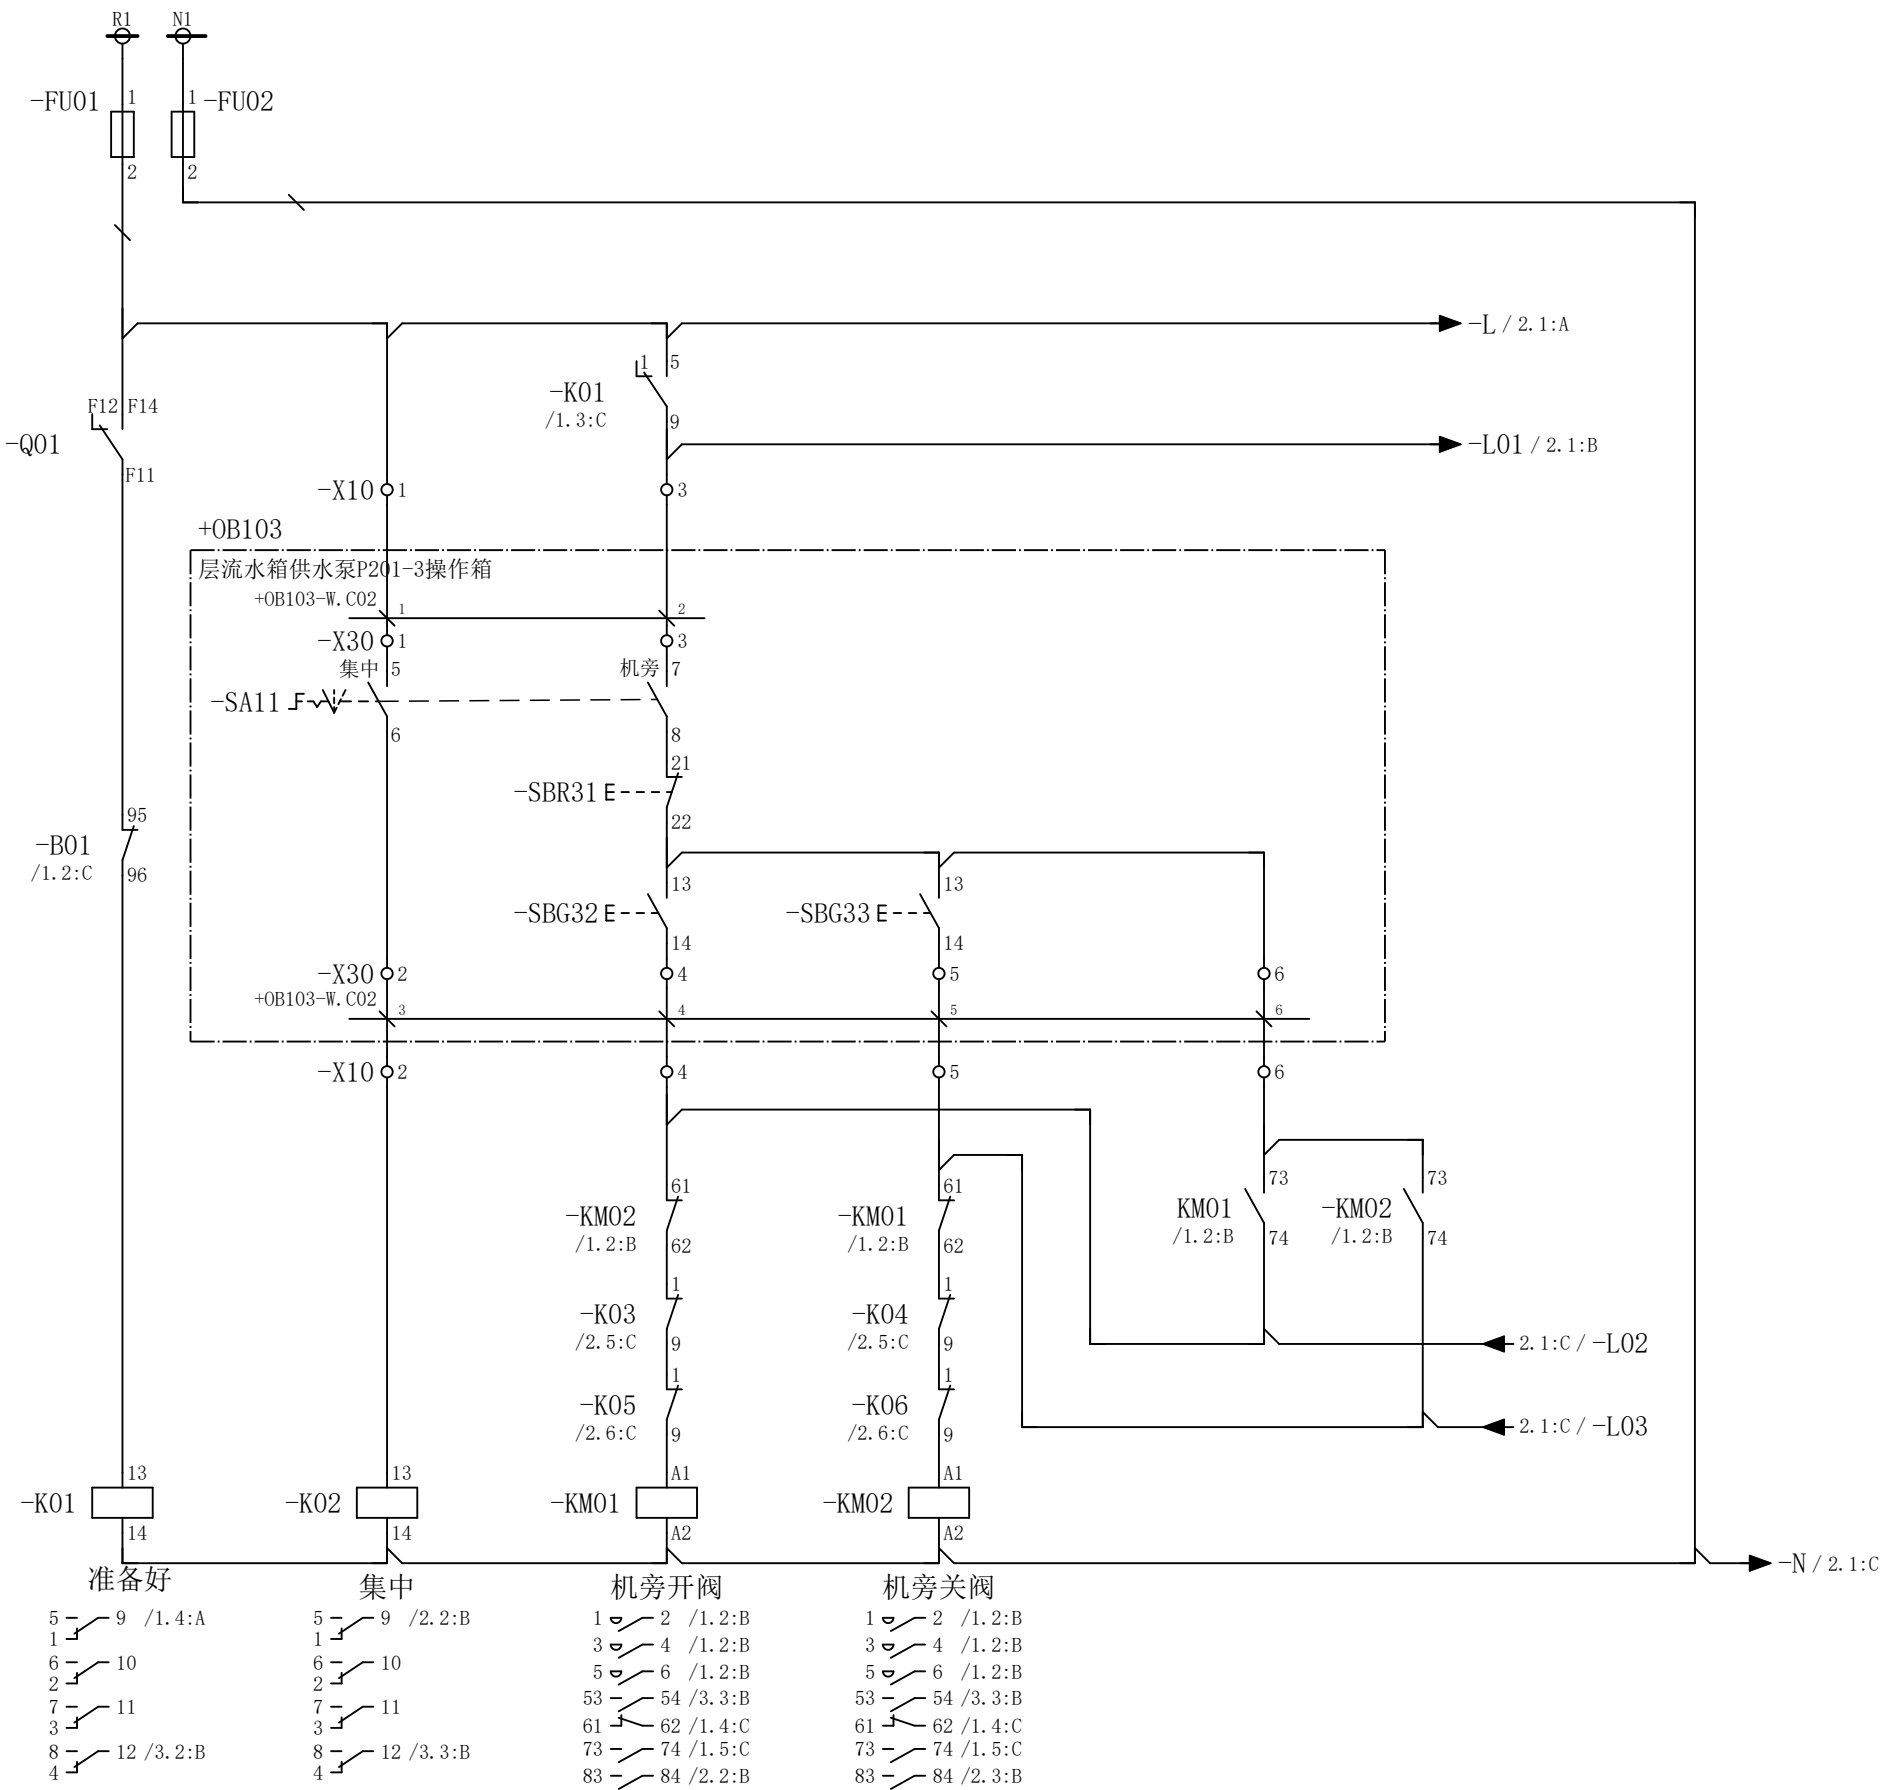 R1 N1
-FU01 1 1 -FU02
2 2
-L / 2.1:A
1 5
-K01
/1.3:C
9
F12 F14
-Q01
F11
-L01 / 2.1:B
-X10 1 3
+OB103
层流水箱供水泵P201-3操作箱
+OB103-W.C02 1 2
-X30 1 3
集中 5 机旁 7
-SA11
6 8
21
-SBR31
22
95
-B01
/1.2:C 96
13 13
-SBG32 -SBG33
14 14
-X30 2 4 5 6
+OB103-W.C02 3 4 5 6
-X10 2 4 5 6
61 61 73 73
-KM02 -KM01 KM01 -KM02
/1.2:B 62 /1.2:B 62 /1.2:B 74 /1.2:B 74
1 1
-K03 -K04
/2.5:C 9 /2.5:C 9
2.1:C / -L02
1 1
-K05 -K06
/2.6:C 9 /2.6:C 9
2.1:C / -L03
13 13 A1 A1
-K01 -K02 -KM01 -KM02
14 14 A2 A2
-N / 2.1:C
准备好 集中 机旁开阀 机旁关阀
5 9 /1.4:A 5 9 /2.2:B 1 2 /1.2:B 1 2 /1.2:B
1 1 3 4 /1.2:B 3 4 /1.2:B
6 10 6 10 5 6 /1.2:B 5 6 /1.2:B
2 2 53 54 /3.3:B 53 54 /3.3:B
7 11 7 11
3 3 61 62 /1.4:C 61 62 /1.4:C
8 12 /3.2:B 8 12 /3.3:B 73 74 /1.5:C 73 74 /1.5:C
4 4 83 84 /2.2:B 83 84 /2.3:B